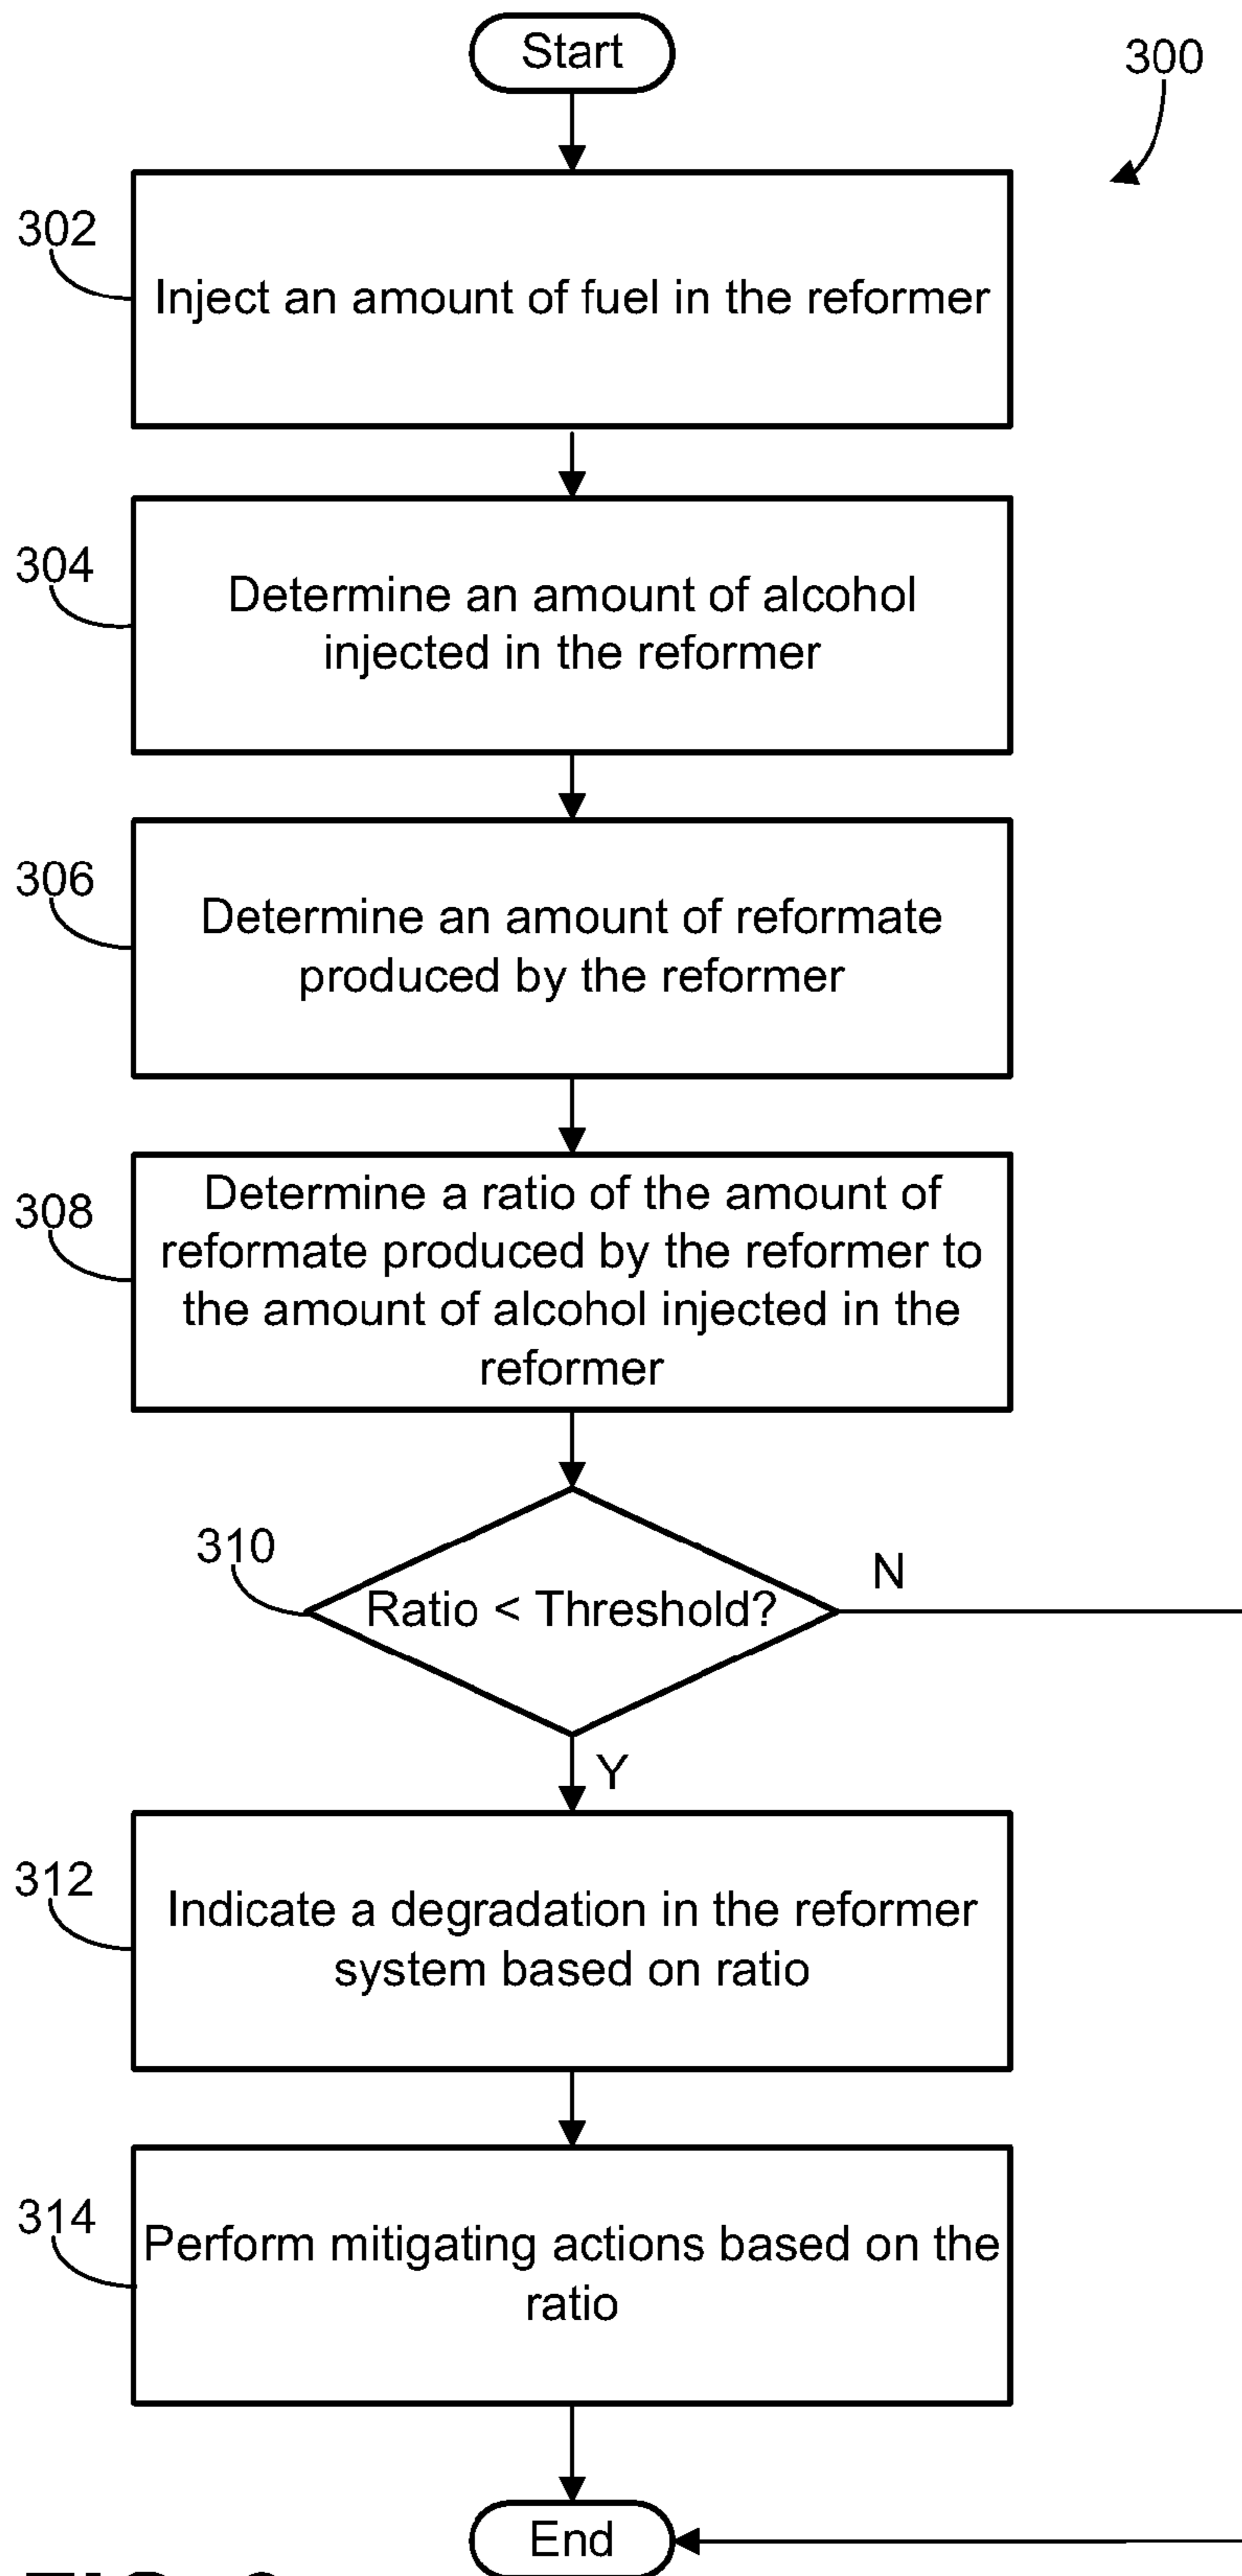 Start
300
302
Inject an amount of fuel in the reformer
304
Determine an amount of alcohol
injected in the reformer
306
Determine an amount of reformate
produced by the reformer
308
Determine a ratio of the amount of
reformate produced by the reformer to
the amount of alcohol injected in the
reformer
310
Ratio < Threshold?
N
Y
312
Indicate a degradation in the reformer
system based on ratio
314
Perform mitigating actions based on the
ratio
End